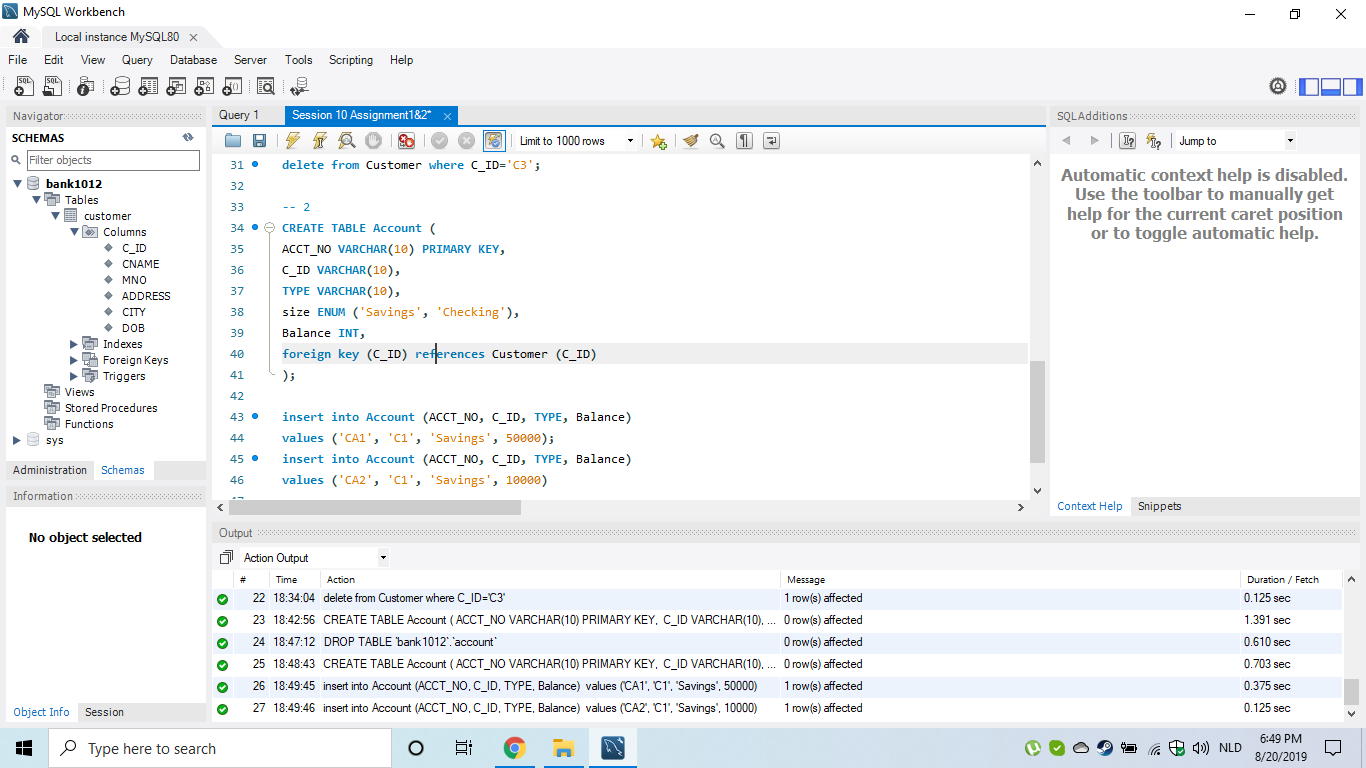 MySQL Workbench
Local instance MySQL80
File Edit View Query Database Server Tools Scripting Help
Navigator
SCHEMAS
Filter objects
bank1012
Tables
customer
Columns
C_ID
CNAME
MNO
ADDRESS
CITY
DOB
Indexes
Foreign Keys
Triggers
Views
Stored Procedures
Functions
sys
Administration Schemas
Information
No object selected
Object Info Session
Query 1 Session 10 Assignment1&2*
Limit to 1000 rows
31 delete from Customer where C_ID='C3';
32
33 -- 2
34 CREATE TABLE Account (
35 ACCT_NO VARCHAR(10) PRIMARY KEY,
36 C_ID VARCHAR(10),
37 TYPE VARCHAR(10),
38 size ENUM ('Savings', 'Checking'),
39 Balance INT,
40 foreign key (C_ID) references Customer (C_ID)
41 );
42
43 insert into Account (ACCT_NO, C_ID, TYPE, Balance)
44 values ('CA1', 'C1', 'Savings', 50000);
45 insert into Account (ACCT_NO, C_ID, TYPE, Balance)
46 values ('CA2', 'C1', 'Savings', 10000)
SQLAdditions
Jump to
Automatic context help is disabled.
Use the toolbar to manually get
help for the current caret position
or to toggle automatic help.
Context Help Snippets
Output
Action Output
# Time Action Message Duration / Fetch
22 18:34:04 delete from Customer where C_ID='C3' 1 row(s) affected 0.125 sec
23 18:42:56 CREATE TABLE Account ( ACCT_NO VARCHAR(10) PRIMARY KEY, C_ID VARCHAR(10), ... 0 row(s) affected 1.391 sec
24 18:47:12 DROP TABLE `bank1012`.`account` 0 row(s) affected 0.610 sec
25 18:48:43 CREATE TABLE Account ( ACCT_NO VARCHAR(10) PRIMARY KEY, C_ID VARCHAR(10), ... 0 row(s) affected 0.703 sec
26 18:49:45 insert into Account (ACCT_NO, C_ID, TYPE, Balance) values ('CA1', 'C1', 'Savings', 50000) 1 row(s) affected 0.375 sec
27 18:49:46 insert into Account (ACCT_NO, C_ID, TYPE, Balance) values ('CA2', 'C1', 'Savings', 10000) 1 row(s) affected 0.125 sec
Type here to search
NLD
6:49 PM
8/20/2019